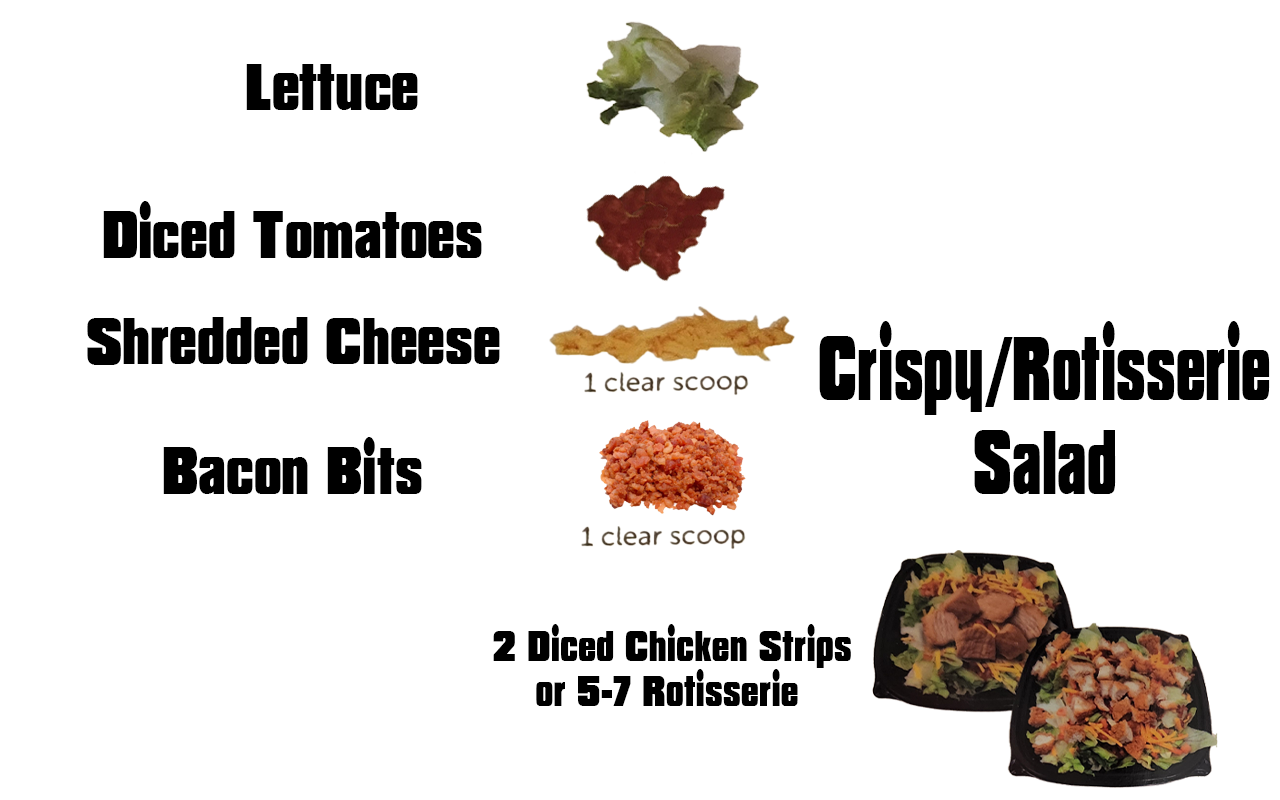 Lettuce
Diced Tomatoes
Shredded Cheese
1 clear scoop
Crispy/Rotisserie
Salad
Bacon Bits
1 clear scoop
2 Diced Chicken Strips
or 5-7 Rotisserie